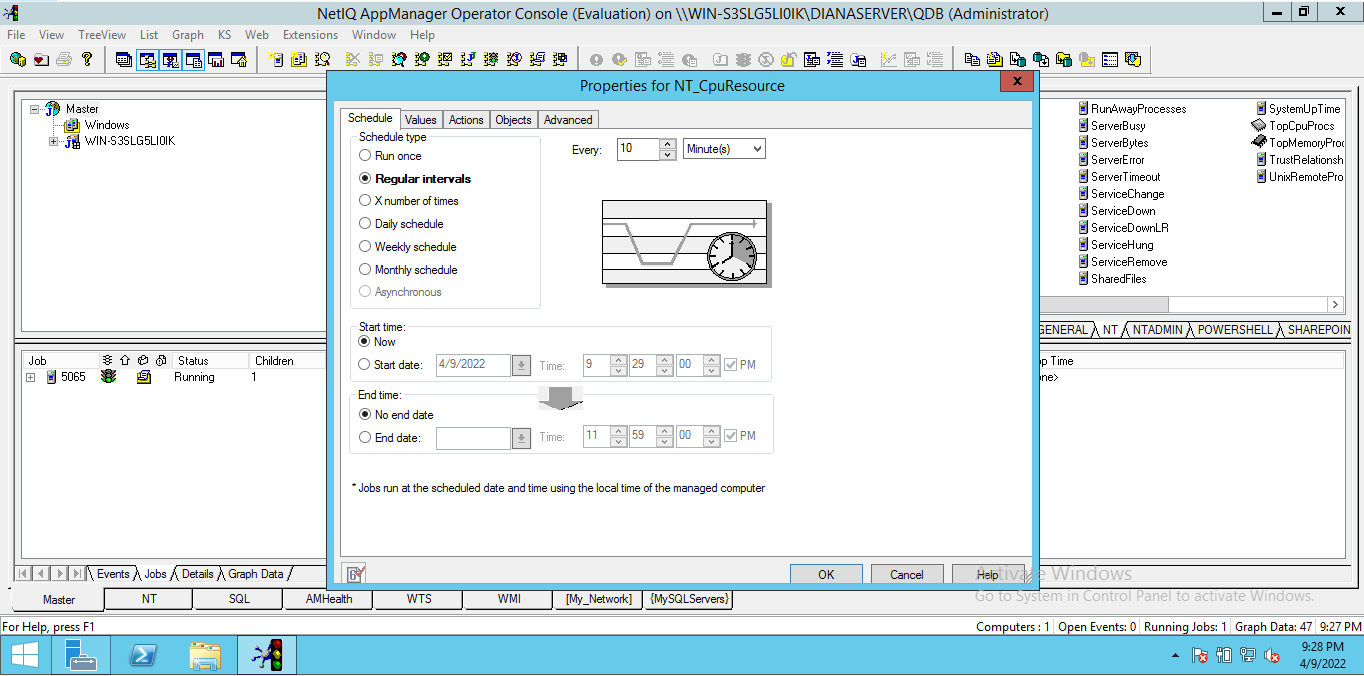 NetIQ AppManager Operator Console (Evaluation) on \\WIN-S3SLG5LI0IK\DIANASERVER\QDB (Administrator)
File View TreeView List Graph KS Web Extensions Window Help
Master
Windows
WIN-S3SLG5LI0IK
Properties for NT_CpuResource
Schedule Values Actions Objects Advanced
Schedule type
Run once
Regular intervals
X number of times
Daily schedule
Weekly schedule
Monthly schedule
Asynchronous
Every: 10 Minute(s)
Start time:
Now
Start date: 4/9/2022 Time: 9 29 00 PM
End time:
No end date
End date: Time: 11 59 00 PM
* Jobs run at the scheduled date and time using the local time of the managed computer
OK Cancel Help
RunAwayProcesses
ServerBusy
ServerBytes
ServerError
ServerTimeout
ServiceChange
ServiceDown
ServiceDownLR
ServiceHung
ServiceRemove
SharedFiles
SystemUpTime
TopCpuProcs
TopMemoryProc
TrustRelationsh
UnixRemotePro
GENERAL NT NTADMIN POWERSHELL SHAREPOIN
Job Status Children
5065 Running 1
op Time
one>
Events Jobs Details Graph Data
Master NT SQL AMHealth WTS WMI [My_Network] {MySQLServers}
Activate Windows
Go to System in Control Panel to activate Windows.
For Help, press F1
Computers : 1 Open Events: 0 Running Jobs: 1 Graph Data: 47 9:27 PM
9:28 PM
4/9/2022